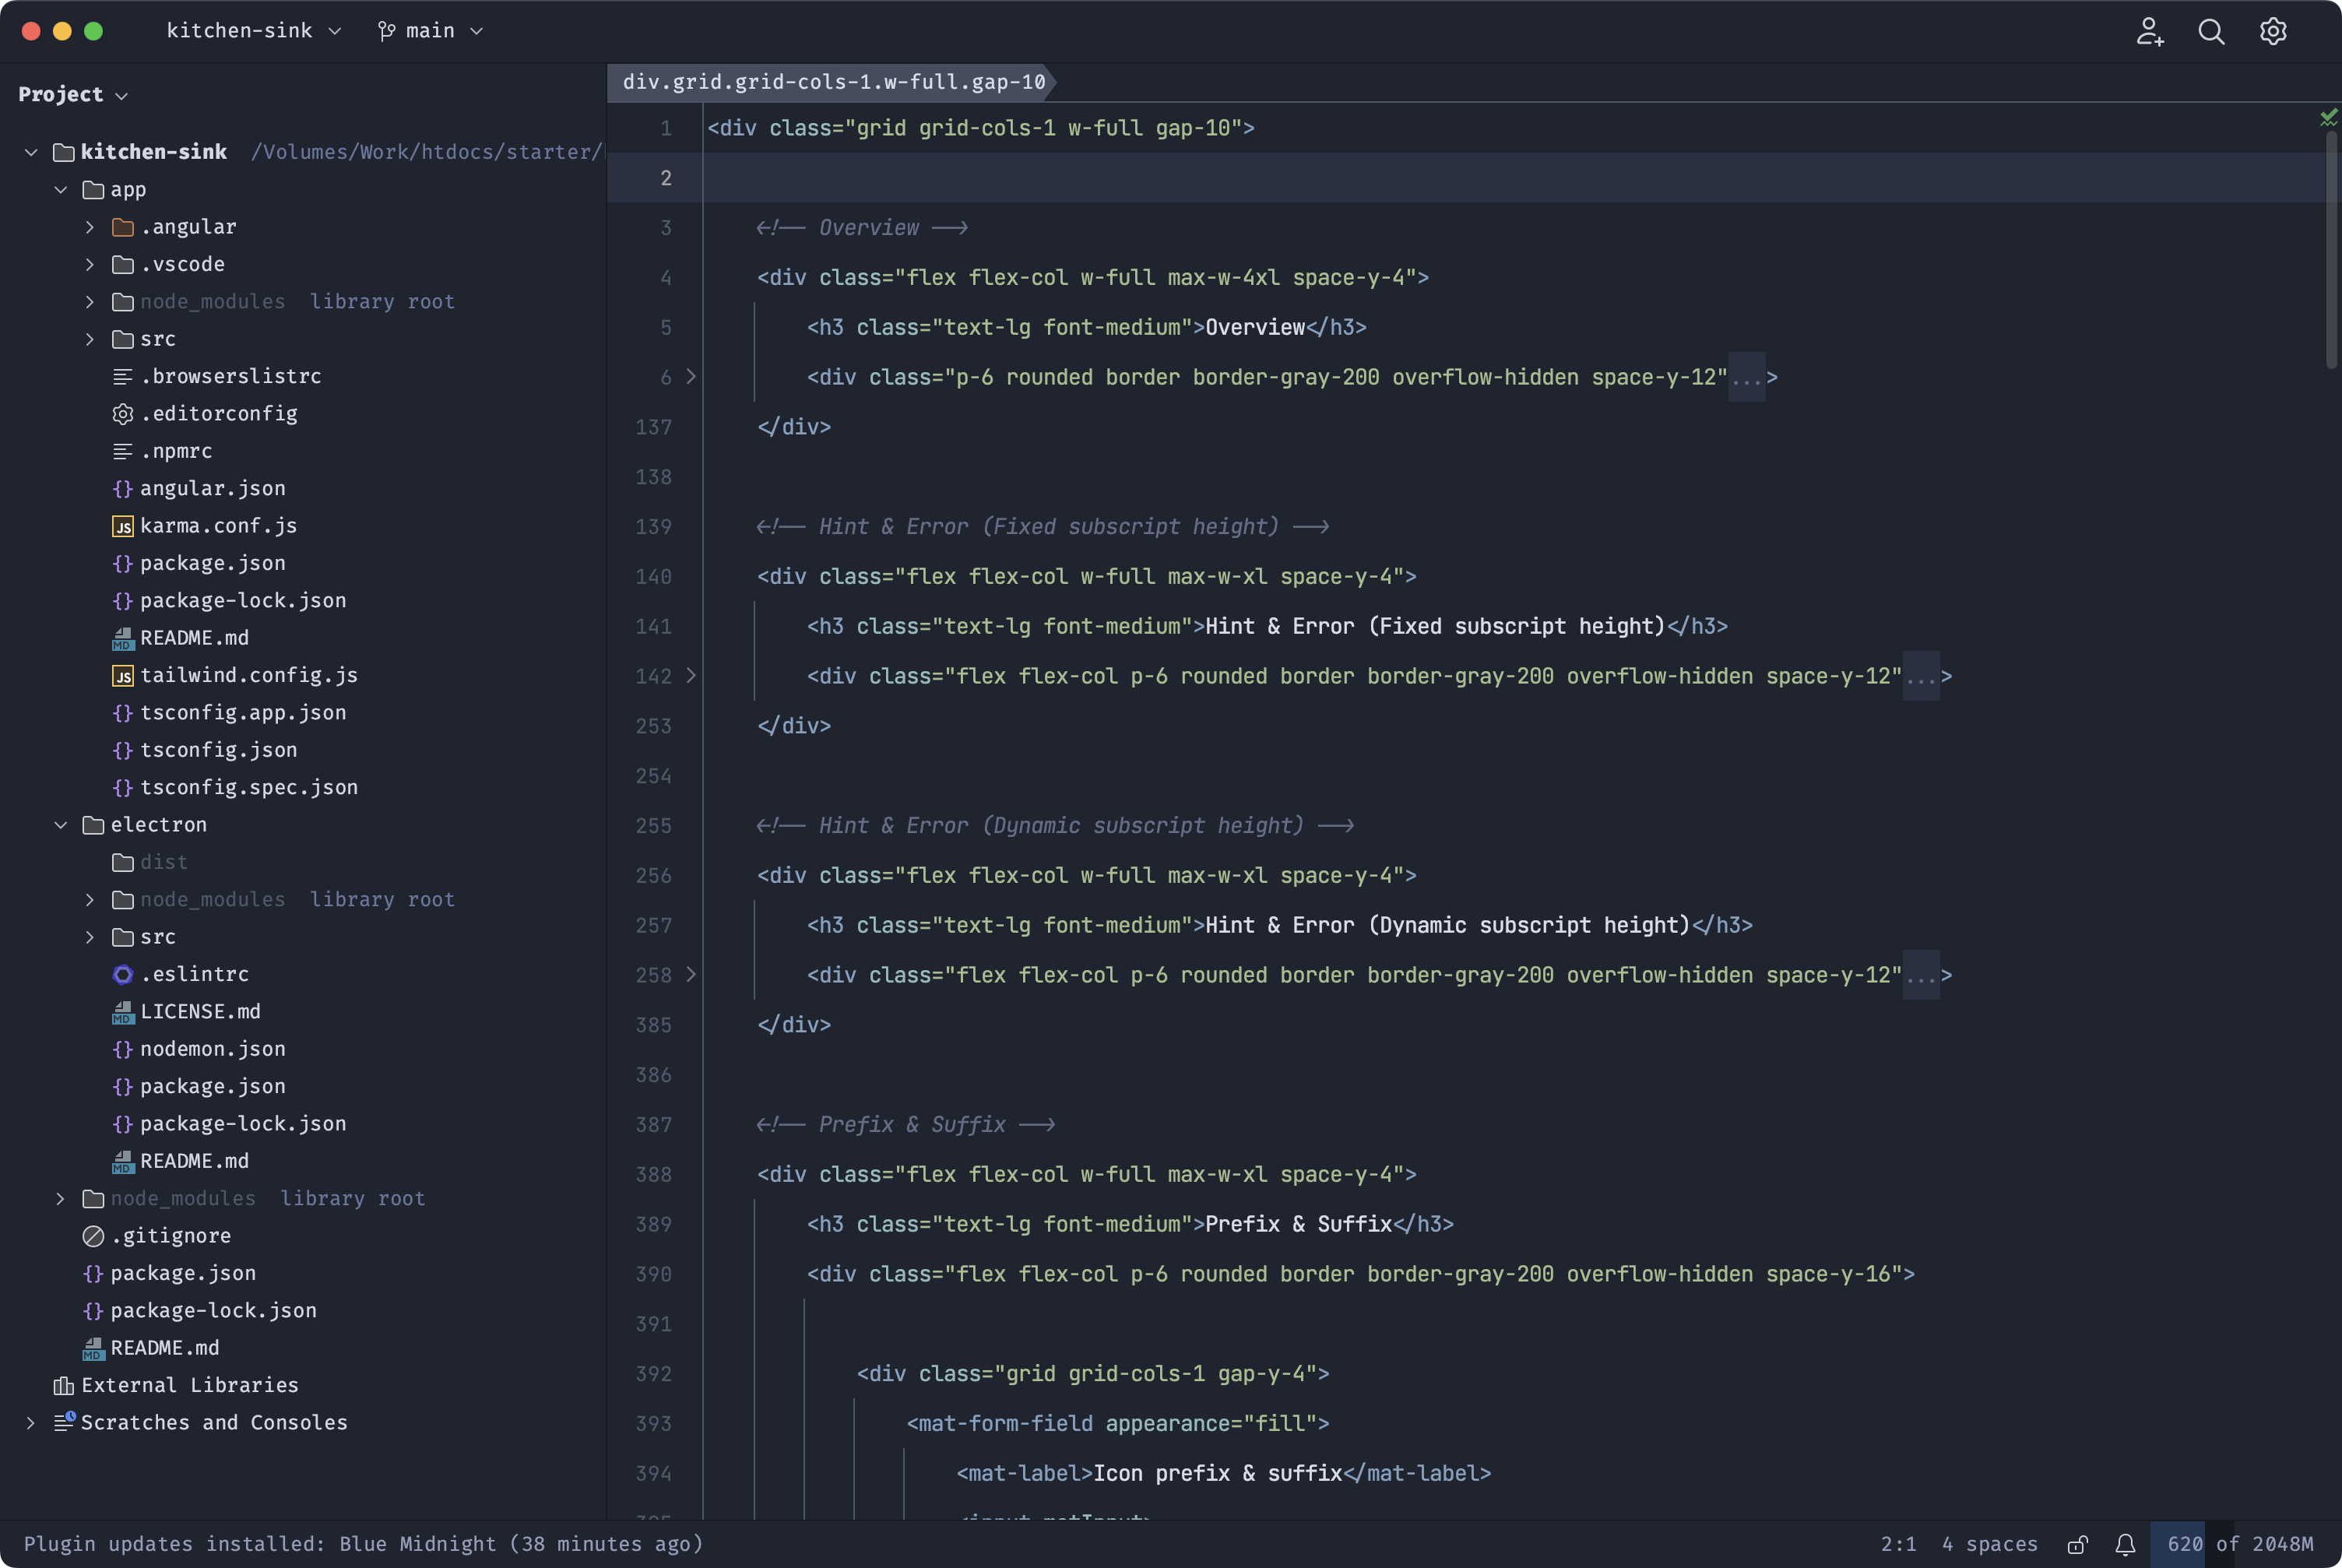 kitchen-sink main
Project
kitchen-sink /Volumes/Work/htdocs/starter/
app
.angular
.vscode
node_modules library root
src
.browserslistrc
.editorconfig
.npmrc
{} angular.json
JS karma.conf.js
{} package.json
{} package-lock.json
MD README.md
JS tailwind.config.js
{} tsconfig.app.json
{} tsconfig.json
{} tsconfig.spec.json
electron
dist
node_modules library root
src
.eslintrc
MD LICENSE.md
{} nodemon.json
{} package.json
{} package-lock.json
MD README.md
node_modules library root
.gitignore
{} package.json
{} package-lock.json
MD README.md
External Libraries
Scratches and Consoles
div.grid.grid-cols-1.w-full.gap-10
1 <div class="grid grid-cols-1 w-full gap-10">
2
3 <!-- Overview -->
4 <div class="flex flex-col w-full max-w-4xl space-y-4">
5 <h3 class="text-lg font-medium">Overview</h3>
6 <div class="p-6 rounded border border-gray-200 overflow-hidden space-y-12"...>
137 </div>
138
139 <!-- Hint & Error (Fixed subscript height) -->
140 <div class="flex flex-col w-full max-w-xl space-y-4">
141 <h3 class="text-lg font-medium">Hint & Error (Fixed subscript height)</h3>
142 <div class="flex flex-col p-6 rounded border border-gray-200 overflow-hidden space-y-12"...>
253 </div>
254
255 <!-- Hint & Error (Dynamic subscript height) -->
256 <div class="flex flex-col w-full max-w-xl space-y-4">
257 <h3 class="text-lg font-medium">Hint & Error (Dynamic subscript height)</h3>
258 <div class="flex flex-col p-6 rounded border border-gray-200 overflow-hidden space-y-12"...>
385 </div>
386
387 <!-- Prefix & Suffix -->
388 <div class="flex flex-col w-full max-w-xl space-y-4">
389 <h3 class="text-lg font-medium">Prefix & Suffix</h3>
390 <div class="flex flex-col p-6 rounded border border-gray-200 overflow-hidden space-y-16">
391
392 <div class="grid grid-cols-1 gap-y-4">
393 <mat-form-field appearance="fill">
394 <mat-label>Icon prefix & suffix</mat-label>
Plugin updates installed: Blue Midnight (38 minutes ago)
2:1 4 spaces 620 of 2048M